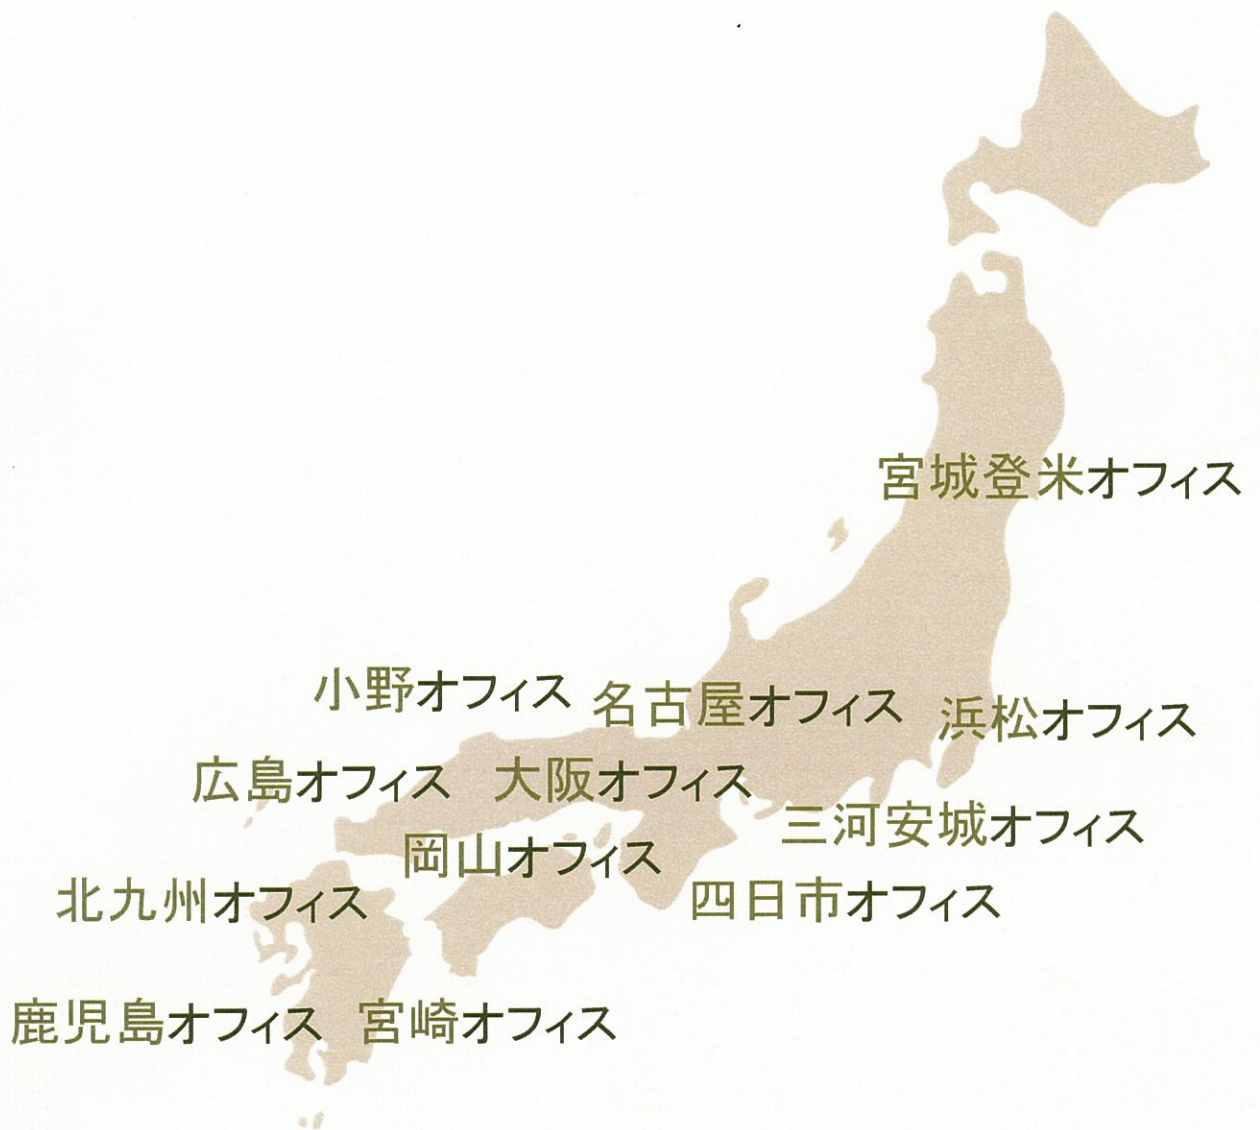 宮城登米オフィス
小野オフィス
名古屋オフィス
浜松オフィス
広島オフィス
大阪オフィス
三河安城オフィス
岡山オフィス
北九州オフィス
四日市オフィス
鹿児島オフィス
宮崎オフィス